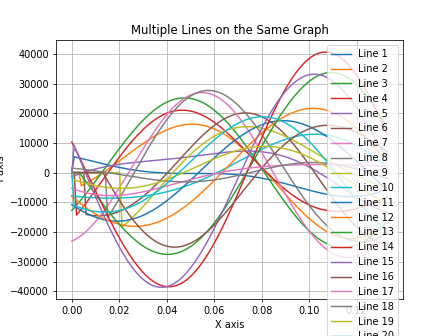 Multiple Lines on the Same Graph
40000
30000
20000
10000
0
−10000
−20000
−30000
−40000
0.00
0.02
0.04
0.06
0.08
0.10
X axis
Line 1
Line 2
Line 3
Line 4
Line 5
Line 6
Line 7
Line 8
Line 9
Line 10
Line 11
Line 12
Line 13
Line 14
Line 15
Line 16
Line 17
Line 18
Line 19
Line 20